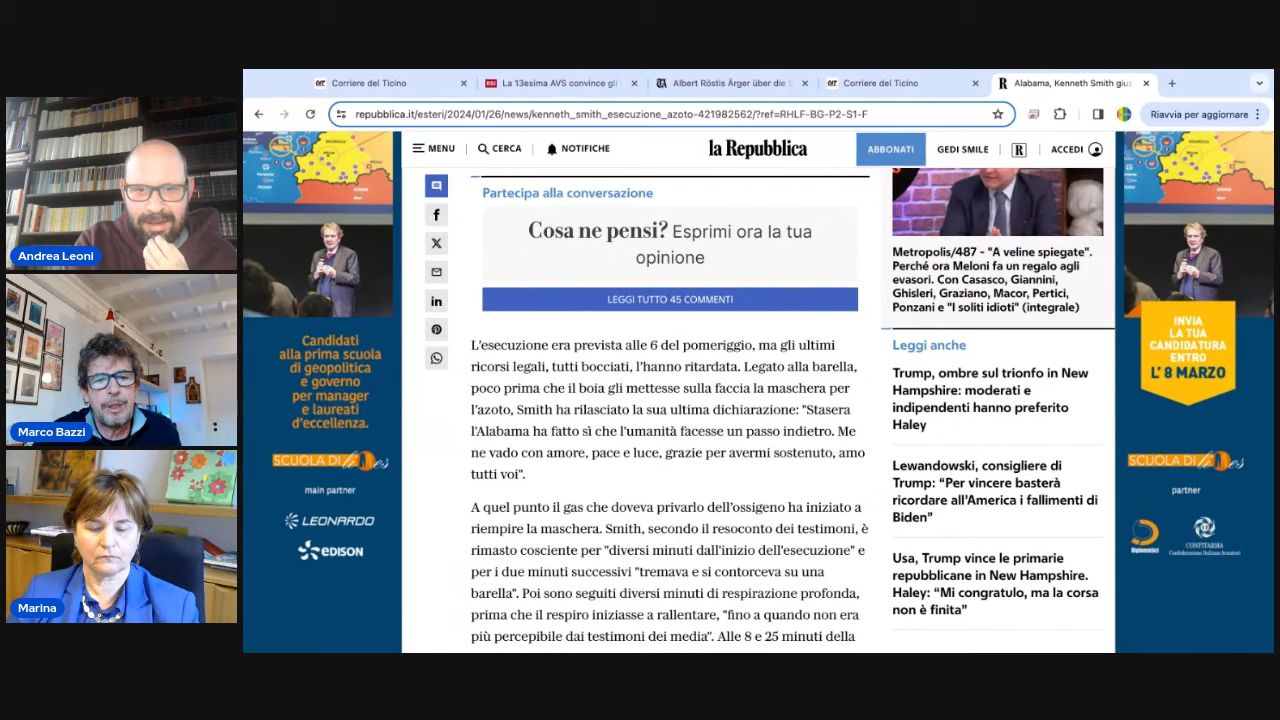 Andrea Leoni
Marco Bazzi
Marina
Corriere del Ticino
La 13esima AVS convince gli
Albert Röstis Ärger über die S
Corriere del Ticino
Alabama, Kenneth Smith gius
repubblica.it/esteri/2024/01/26/news/kenneth_smith_esecuzione_azoto-421982562/?ref=RHLF-BG-P2-S1-F
Riavvia per aggiornare
MENU
CERCA
NOTIFICHE
la Repubblica
ABBONATI
GEDI SMILE
R
ACCEDI
Partecipa alla conversazione
Cosa ne pensi? Esprimi ora la tua
opinione
LEGGI TUTTO 45 COMMENTI
L'esecuzione era prevista alle 6 del pomeriggio, ma gli ultimi
ricorsi legali, tutti bocciati, l'hanno ritardata. Legato alla barella,
poco prima che il boia gli mettesse sulla faccia la maschera per
l'azoto, Smith ha rilasciato la sua ultima dichiarazione: "Stasera
l'Alabama ha fatto sì che l'umanità facesse un passo indietro. Me
ne vado con amore, pace e luce, grazie per avermi sostenuto, amo
tutti voi".
A quel punto il gas che doveva privarlo dell'ossigeno ha iniziato a
riempire la maschera. Smith, secondo il resoconto dei testimoni, è
rimasto cosciente per "diversi minuti dall'inizio dell'esecuzione" e
per i due minuti successivi "tremava e si contorceva su una
barella". Poi sono seguiti diversi minuti di respirazione profonda,
prima che il respiro iniziasse a rallentare, "fino a quando non era
più percepibile dai testimoni dei media". Alle 8 e 25 minuti della
Metropolis/487 - "A veline spiegate".
Perché ora Meloni fa un regalo agli
evasori. Con Casasco, Giannini,
Ghisleri, Graziano, Macor, Pertici,
Ponzani e "I soliti idioti" (integrale)
Leggi anche
Trump, ombre sul trionfo in New
Hampshire: moderati e
indipendenti hanno preferito
Haley
Lewandowski, consigliere di
Trump: “Per vincere basterà
ricordare all’America i fallimenti di
Biden”
Usa, Trump vince le primarie
repubblicane in New Hampshire.
Haley: “Mi congratulo, ma la corsa
non è finita”
Candidati
alla prima scuola
di geopolitica
e governo
per manager
e laureati
d'eccellenza.
SCUOLA DI
main partner
LEONARDO
EDISON
INVIA
LA TUA
CANDIDATURA
ENTRO
L' 8 MARZO
SCUOLA DI
partner
Diplomatici
CONFITARMA
Confederazione Italiana Armatori